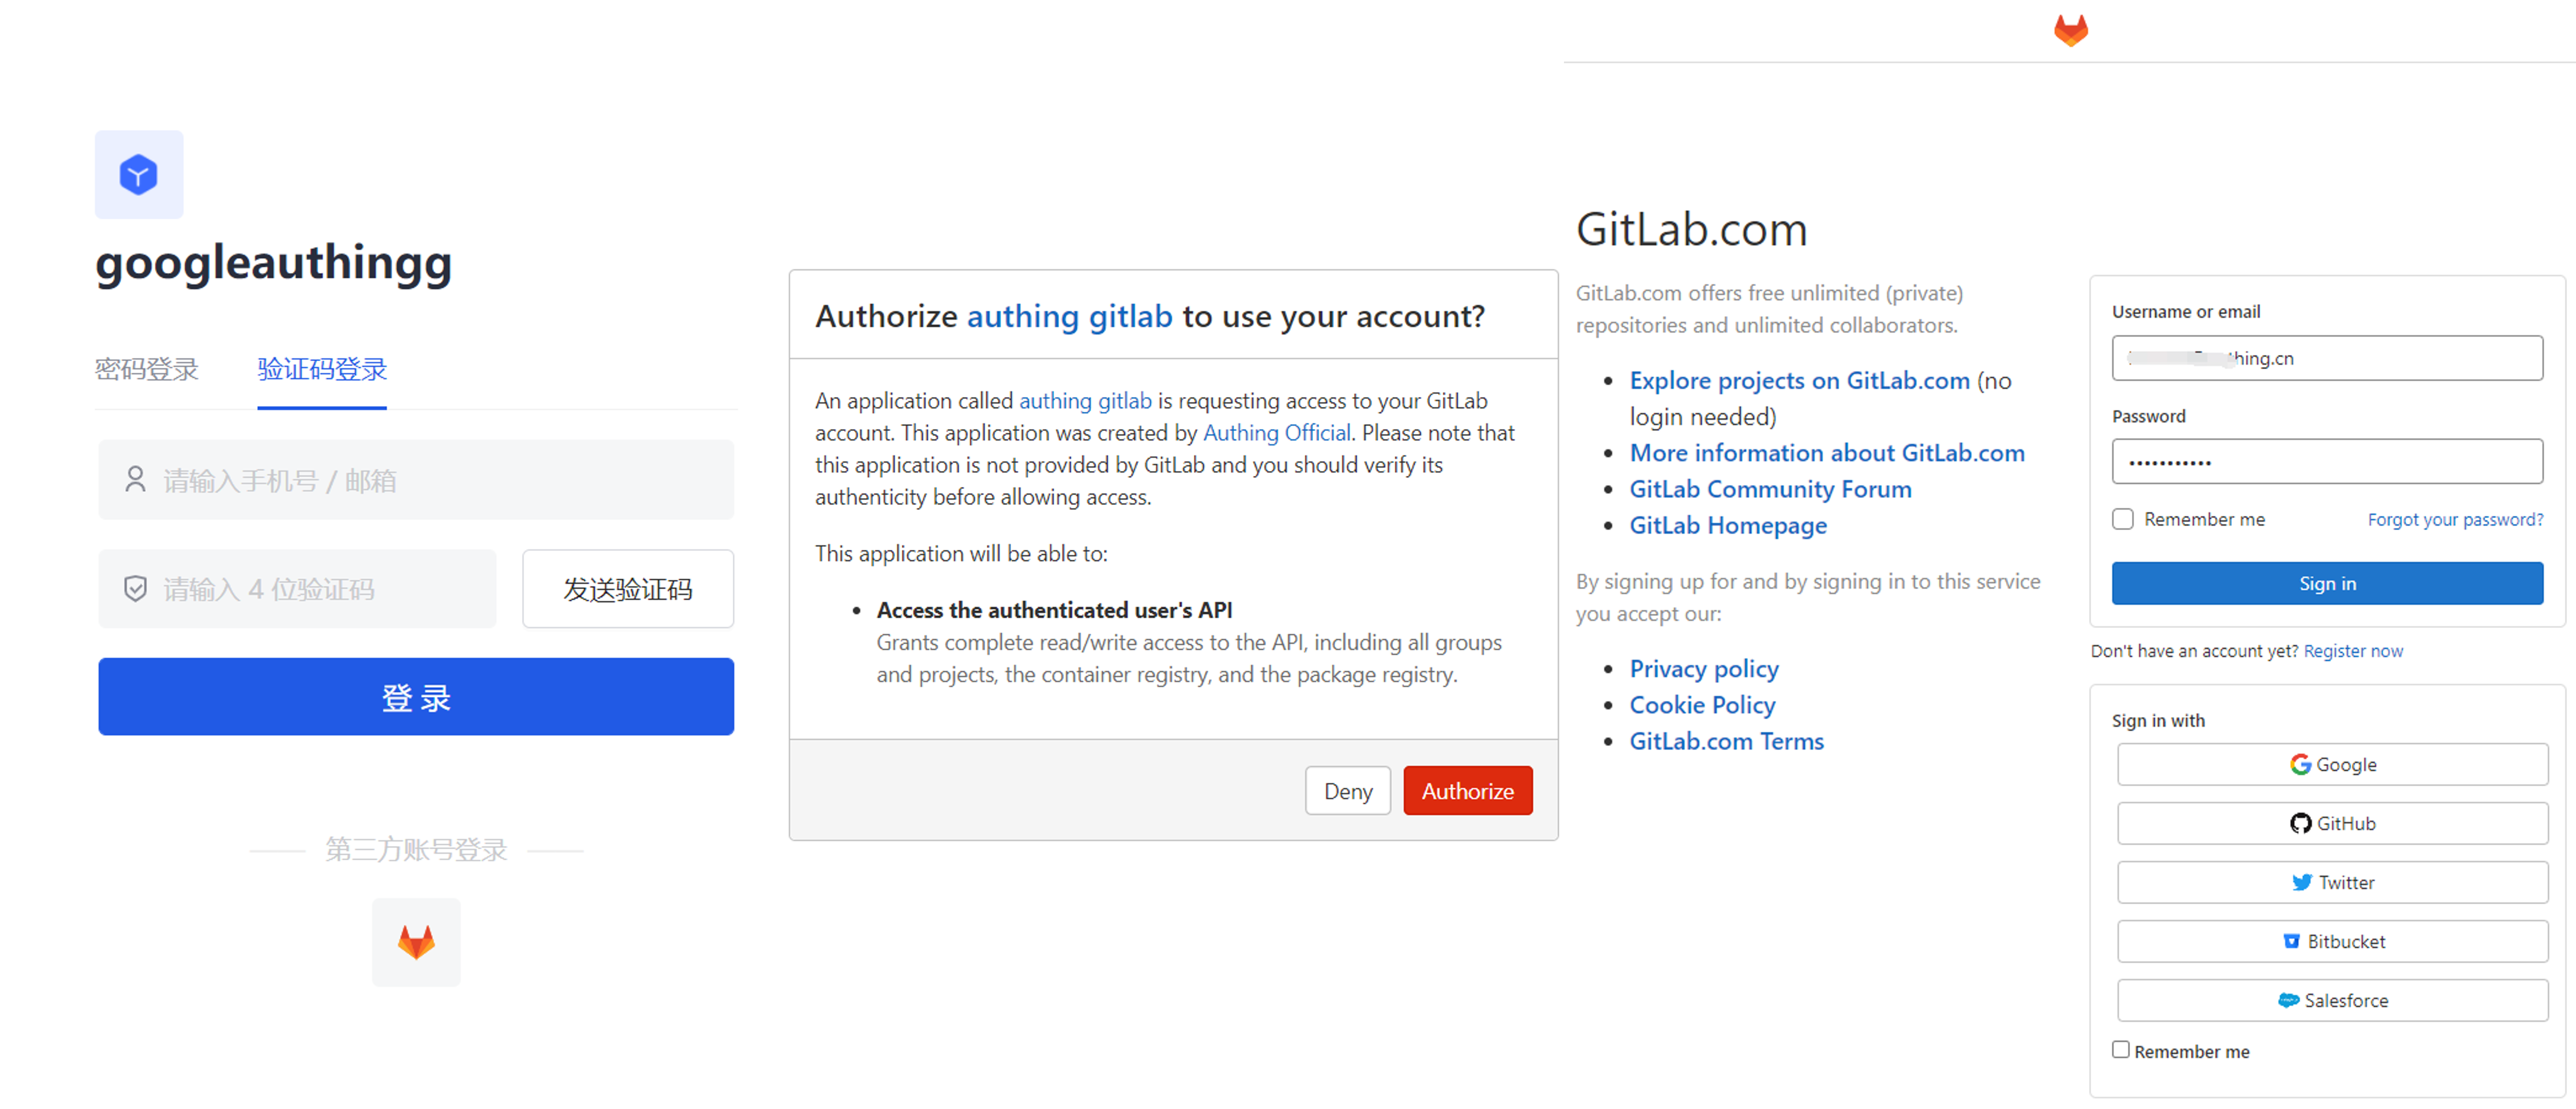 googleauthingg
密码登录
验证码登录
请输入手机号 / 邮箱
请输入 4 位验证码
发送验证码
登 录
第三方账号登录
Authorize authing gitlab to use your account?
An application called authing gitlab is requesting access to your GitLab
account. This application was created by Authing Official. Please note that
this application is not provided by GitLab and you should verify its
authenticity before allowing access.
This application will be able to:
Access the authenticated user's API
Grants complete read/write access to the API, including all groups
and projects, the container registry, and the package registry.
Deny
Authorize
GitLab.com
GitLab.com offers free unlimited (private)
repositories and unlimited collaborators.
Explore projects on GitLab.com (no
login needed)
More information about GitLab.com
GitLab Community Forum
GitLab Homepage
By signing up for and by signing in to this service
you accept our:
Privacy policy
Cookie Policy
GitLab.com Terms
Username or email
thing.cn
Password
Remember me
Forgot your password?
Sign in
Don't have an account yet? Register now
Sign in with
Google
GitHub
Twitter
Bitbucket
Salesforce
Remember me